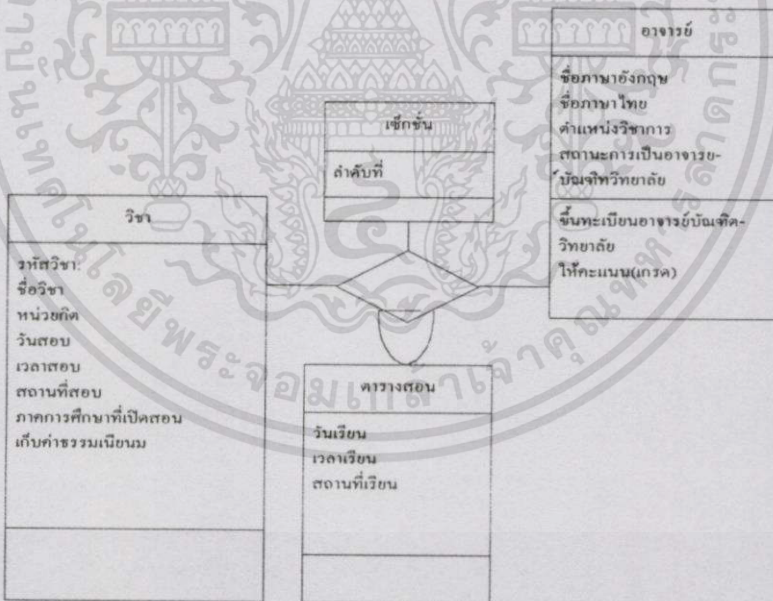 อาจารย์
ชื่อภาษาอังกฤษ
ชื่อภาษาไทย
ตำแหน่งวิชาการ
สถานะการเป็นอาจารย-
์บัณฑิตวิทยาลัย
ขึ้นทะเบียนอาจารย์บัณฑิต-
วิทยาลัย
ให้คะแนน(เกรด)
เซ็กชั่น
ลำดับที่
วิชา
รหัสวิชา:
ชื่อวิชา
หน่วยกิต
วันสอบ
เวลาสอบ
สถานที่สอบ
ภาคการศึกษาที่เปิดสอน
เก็บค่าธรรมเนียนม
ตารางสอน
วันเรียน
เวลาเรียน
สถานที่เรียน